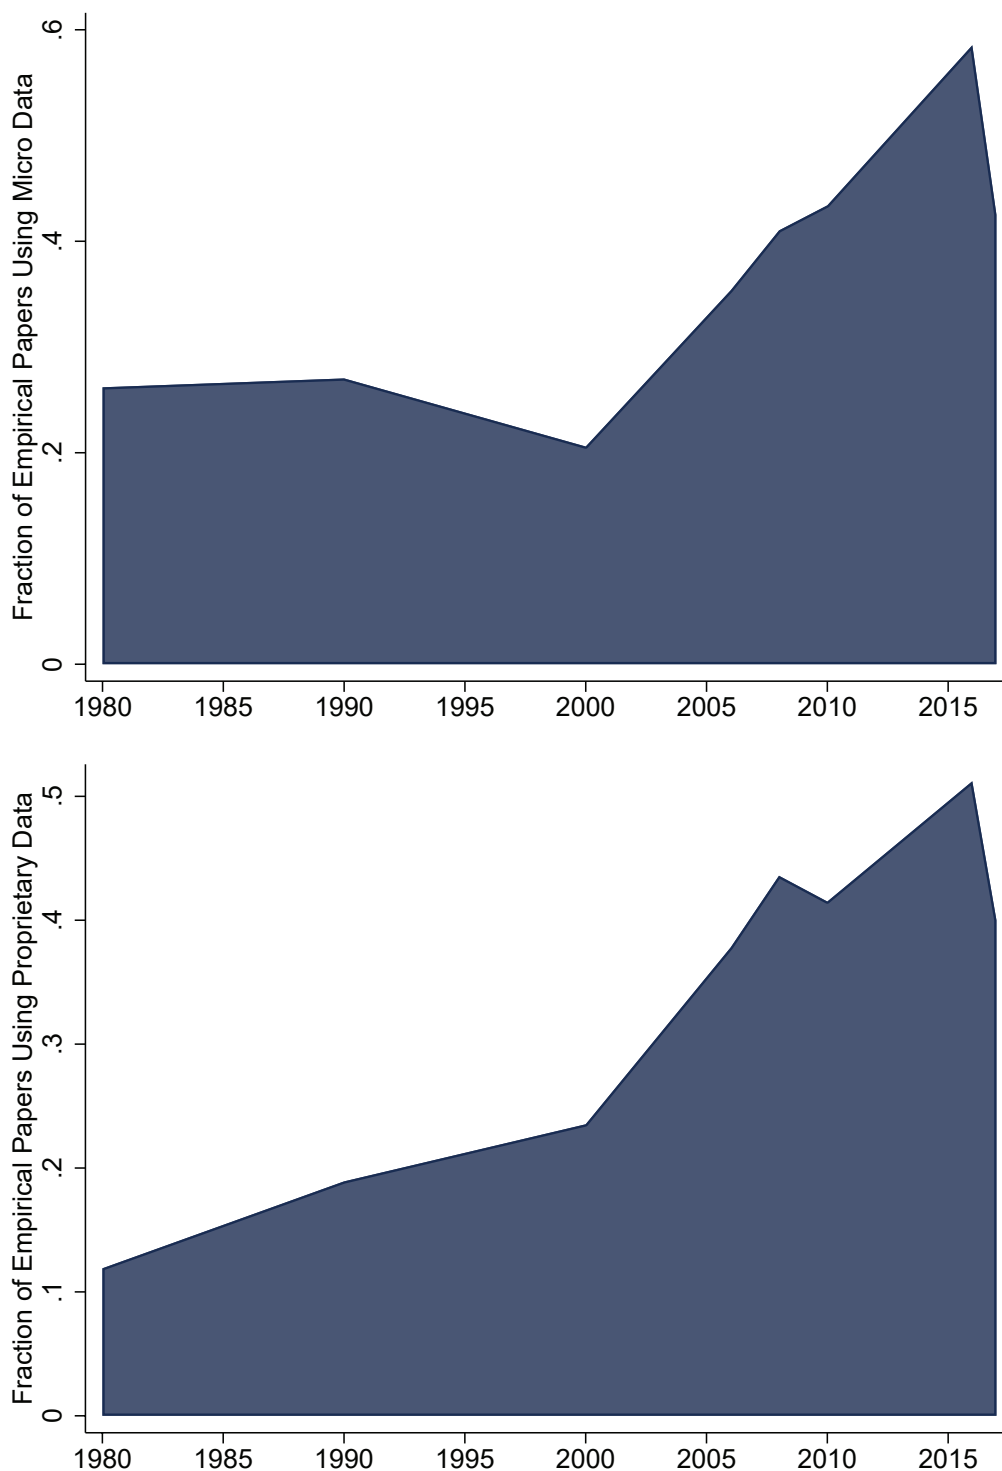 Fraction of Empirical Papers Using Micro Data
.6
.4
.2
0
1980 1985 1990 1995 2000 2005 2010 2015
Fraction of Empirical Papers Using Proprietary Data
.5
.4
.3
.2
.1
0
1980 1985 1990 1995 2000 2005 2010 2015